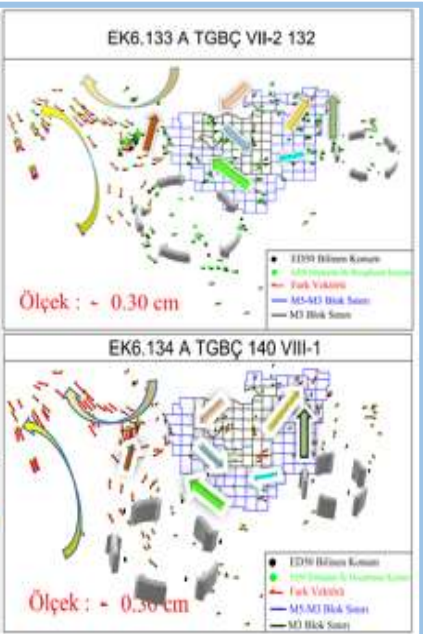 EK6.133 A TGBÇ VII-2 132
ED50 Bilinen Konum
Fark Vektörü
M5-M3 Blok Sınırı
M3 Blok Sınırı
Ölçek : ~ 0.30 cm
EK6.134 A TGBÇ 140 VIII-1
ED50 Bilinen Konum
Fark Vektörü
M5-M3 Blok Sınırı
M3 Blok Sınırı
Ölçek : ~ 0.30 cm